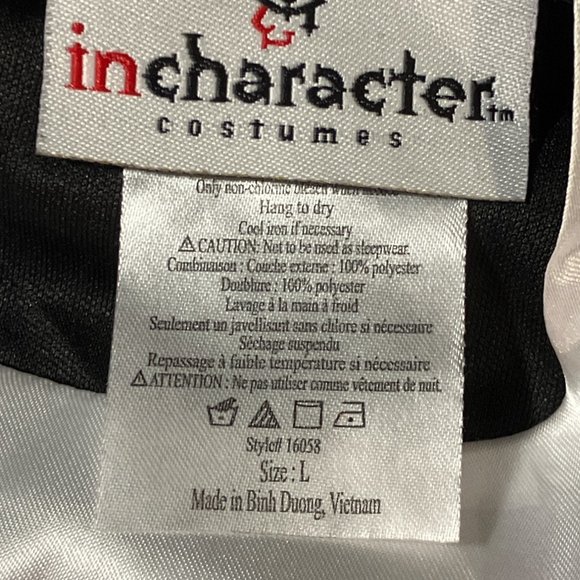 incharacter™
costumes
Only non-chlorine bleach when needed
Hang to dry
Cool iron if necessary
⚠ CAUTION: Not to be used as sleepwear.
Combinaison : Couche externe : 100% polyester
Doublure : 100% polyester
Lavage à la main à froid
Seulement un javellisant sans chlore si nécessaire
Séchage suspendu
Repassage à faible température si nécessaire
⚠ ATTENTION : Ne pas utiliser comme vêtement de nuit.
Style# 16058
Size : L
Made in Binh Duong, Vietnam